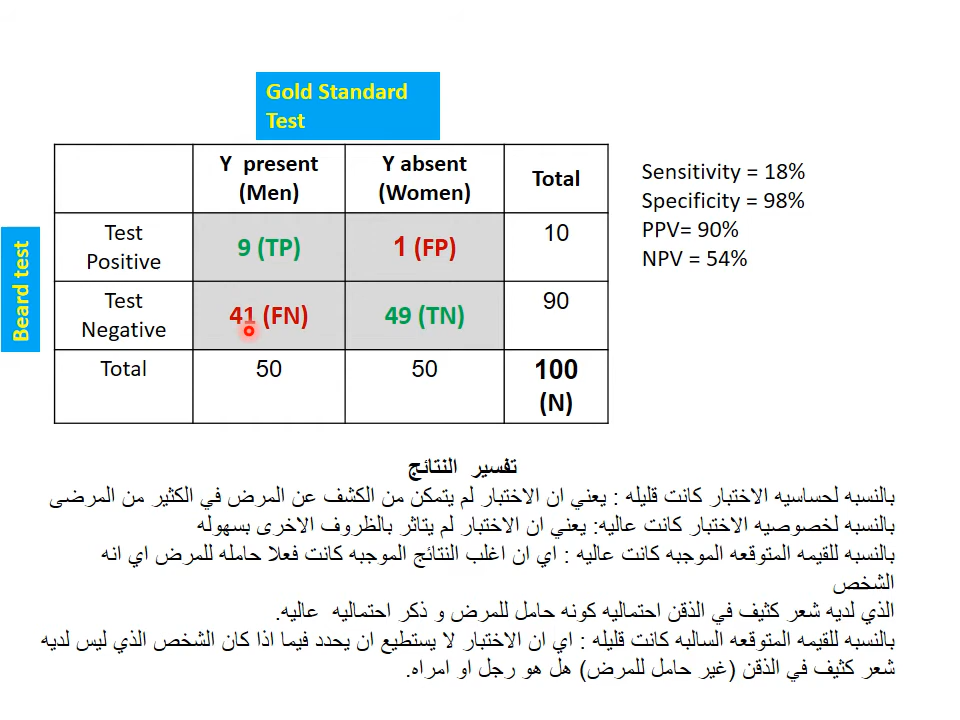 Gold Standard
Test
Y present
(Men)
Y absent
(Women)
Total
Test
Positive
9 (TP)
1 (FP)
10
Test
Negative
41 (FN)
49 (TN)
90
Total
50
50
100
(N)
Beard test
Sensitivity = 18%
Specificity = 98%
PPV= 90%
NPV = 54%
تفسير النتائج
بالنسبه لحساسيه الاختبار كانت قليله : يعني ان الاختبار لم يتمكن من الكشف عن المرض في الكثير من المرضى
بالنسبه لخصوصيه الاختبار كانت عاليه: يعني ان الاختبار لم يتاثر بالظروف الاخرى بسهوله
بالنسبه للقيمه المتوقعه الموجبه كانت عاليه : اي ان اغلب النتائج الموجبه كانت فعلا حامله للمرض اي انه
الشخص
الذي لديه شعر كثيف في الذقن احتماليه كونه حامل للمرض و ذكر احتماليه عاليه.
بالنسبه للقيمه المتوقعه السالبه كانت قليله : اي ان الاختبار لا يستطيع ان يحدد فيما اذا كان الشخص الذي ليس لديه
شعر كثيف في الذقن (غير حامل للمرض) هل هو رجل او امراه.